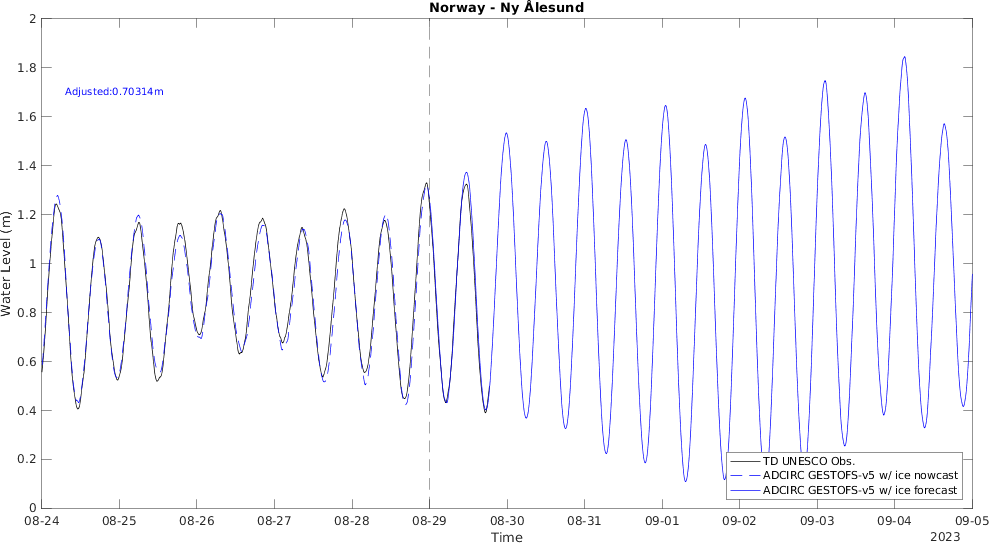 Norway - Ny Ålesund
2
1.8
1.6
1.4
1.2
1
0.8
0.6
0.4
0.2
0
Water Level (m)
Adjusted:0.70314m
TD UNESCO Obs.
ADCIRC GESTOFS-v5 w/ ice nowcast
ADCIRC GESTOFS-v5 w/ ice forecast
08-24 08-25 08-26 08-27 08-28 08-29 08-30 08-31 09-01 09-02 09-03 09-04 09-05
Time
2023